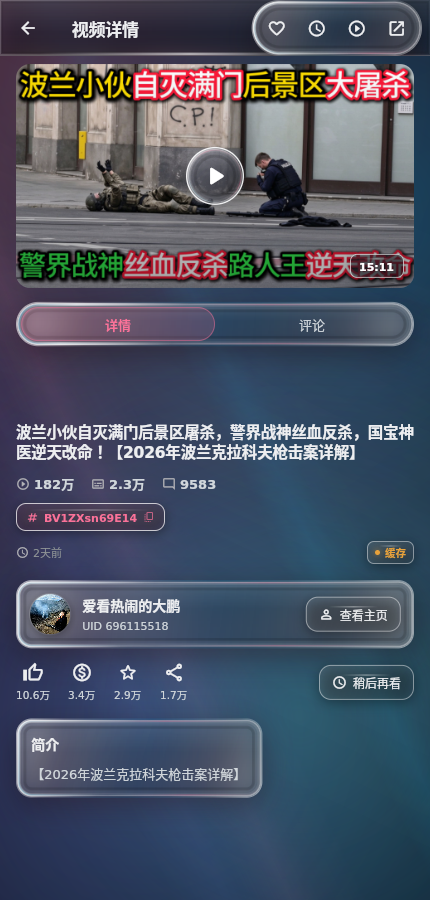 视频详情
波兰小伙自灭满门后景区大屠杀
C.P.!
警界战神丝血反杀路人王逆天改命
15:11
详情
评论
波兰小伙自灭满门后景区屠杀，警界战神丝血反杀，国宝神
医逆天改命！【2026年波兰克拉科夫枪击案详解】
182万 2.3万 9583
# BV1ZXsn69E14
2天前
缓存
爱看热闹的大鹏
UID 696115518
查看主页
10.6万 3.4万 2.9万 1.7万
稍后再看
简介
【2026年波兰克拉科夫枪击案详解】